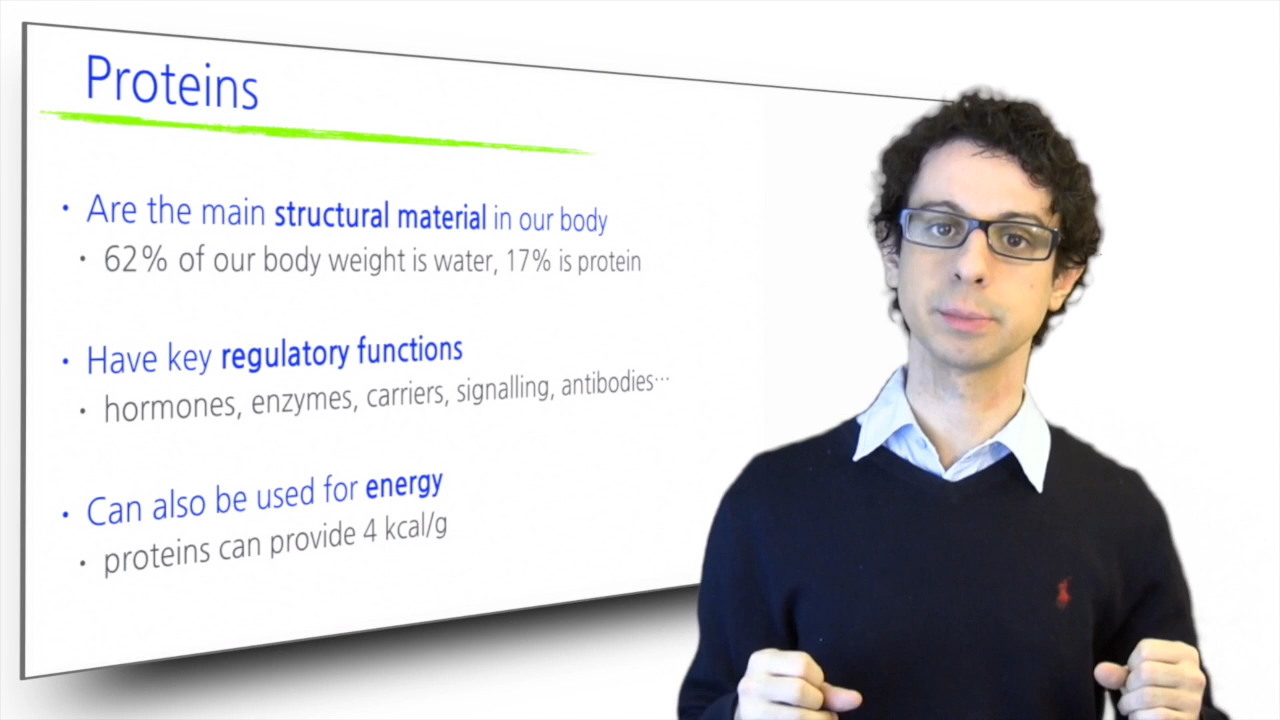 Proteins
• Are the main structural material in our body
• 62% of our body weight is water, 17% is protein
• Have key regulatory functions
• hormones, enzymes, carriers, signalling, antibodies…
• Can also be used for energy
• proteins can provide 4 kcal/g